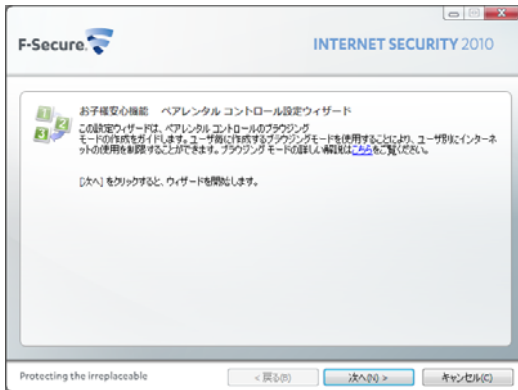 F-Secure.
INTERNET SECURITY 2010
お子様安心機能　ペアレンタル コントロール設定ウィザード
この設定ウィザードは、ペアレンタル コントロールのブラウジング
モードの作成をガイドします。ユーザ毎に作成するブラウジングモードを使用することにより、ユーザ別にインターネ
ットの使用を制限することができます。ブラウジング モードの詳しい解説はこちらをご覧ください。
[次へ] をクリックすると、ウィザードを開始します。
Protecting the irreplaceable
< 戻る(B)
次へ(N) >
キャンセル(C)